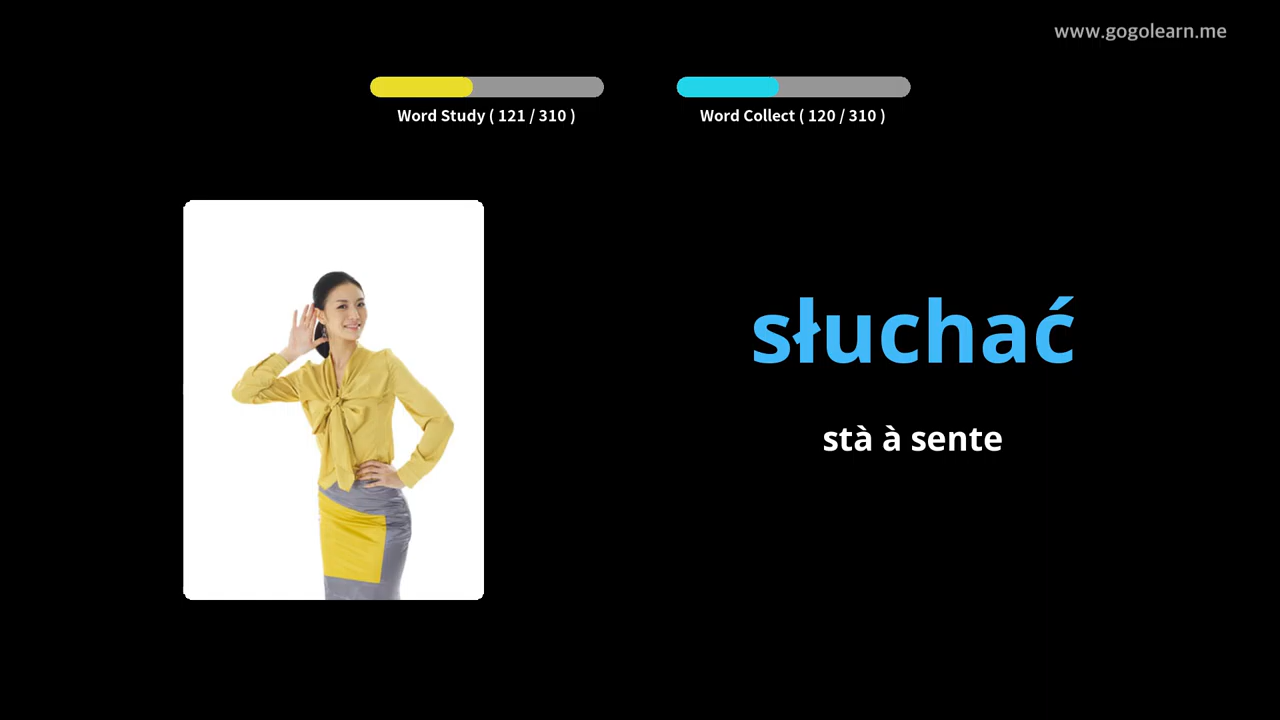 www.gogolearn.me
Word Study ( 121 / 310 )
Word Collect ( 120 / 310 )
słuchać
stà à sente